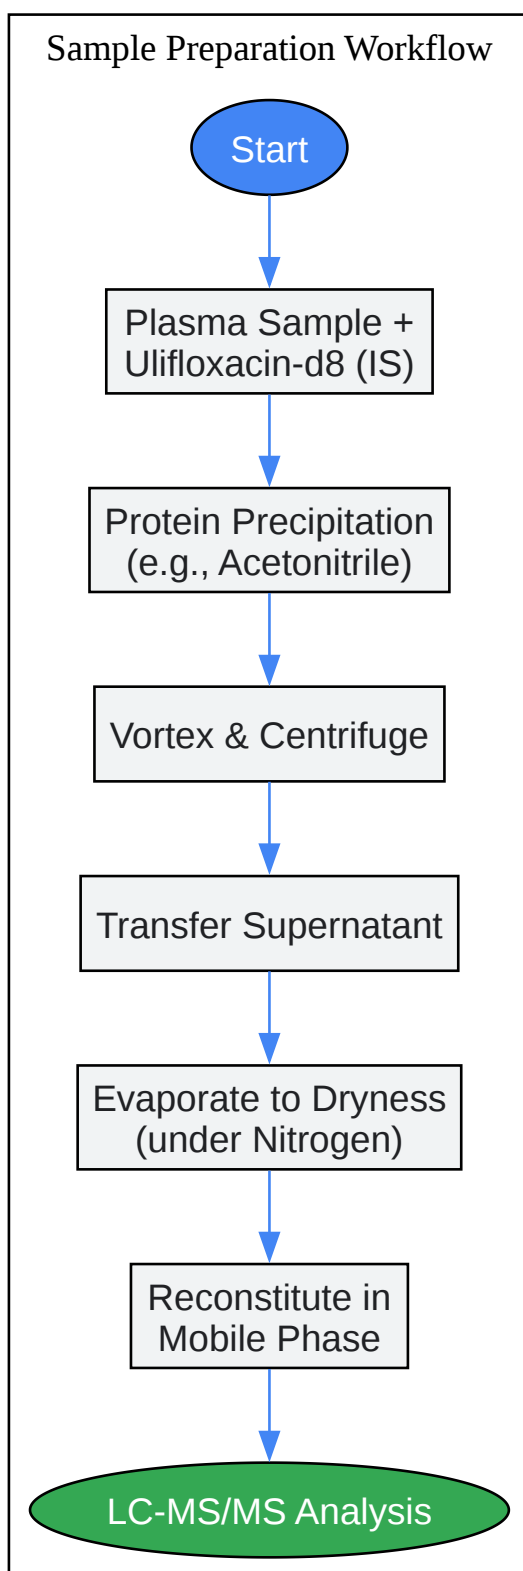 Sample Preparation Workflow
Start
Plasma Sample +
Ulifloxacin-d8 (IS)
Protein Precipitation
(e.g., Acetonitrile)
Vortex & Centrifuge
Transfer Supernatant
Evaporate to Dryness
(under Nitrogen)
Reconstitute in
Mobile Phase
LC-MS/MS Analysis